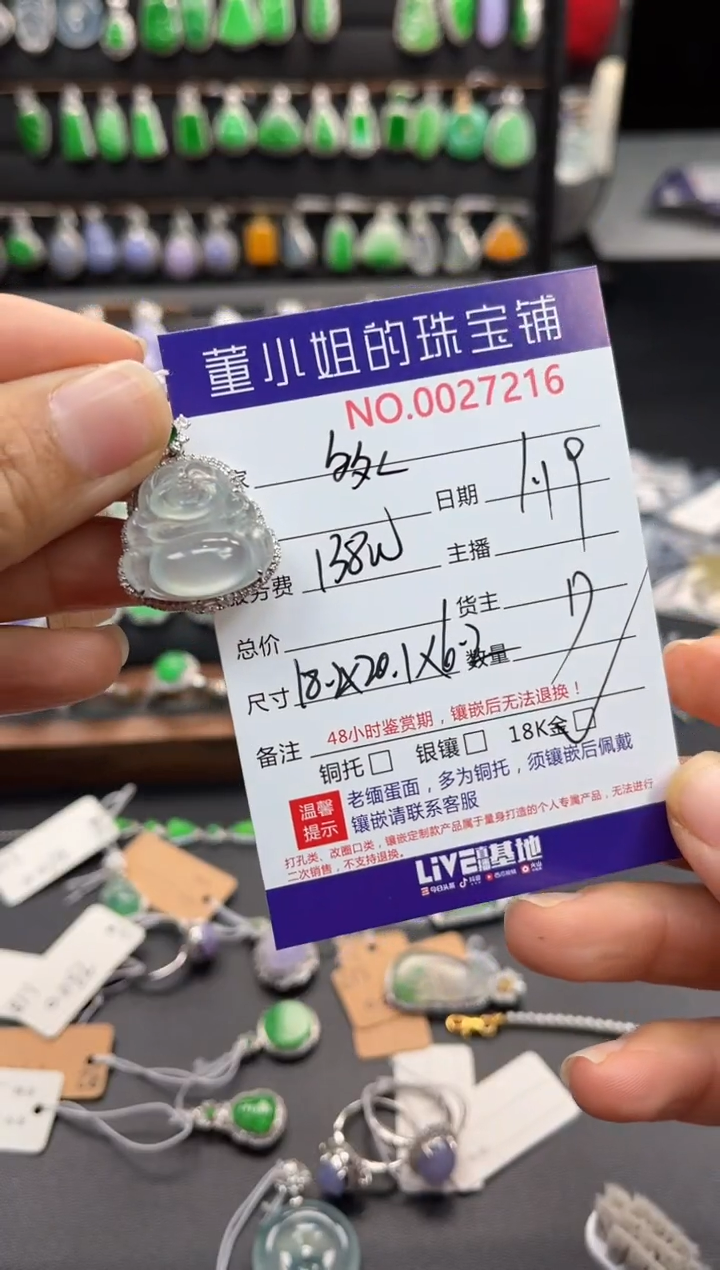 董小姐的珠宝铺
NO.0027216
家
日期
服务费 138W 主播
总价 货主
尺寸 18.2X20.1X6.2 数量
备注 48小时鉴赏期，镶嵌后无法退换！
铜托□ 银镶□ 18K金□
温馨提示
老缅蛋面，多为铜托，须镶嵌后佩戴
镶嵌请联系客服
打孔类、改圈口类，镶嵌定制款产品属于量身打造的个人专属产品，无法进行
二次销售，不支持退换。
LiVE直播基地
今日头条 抖音